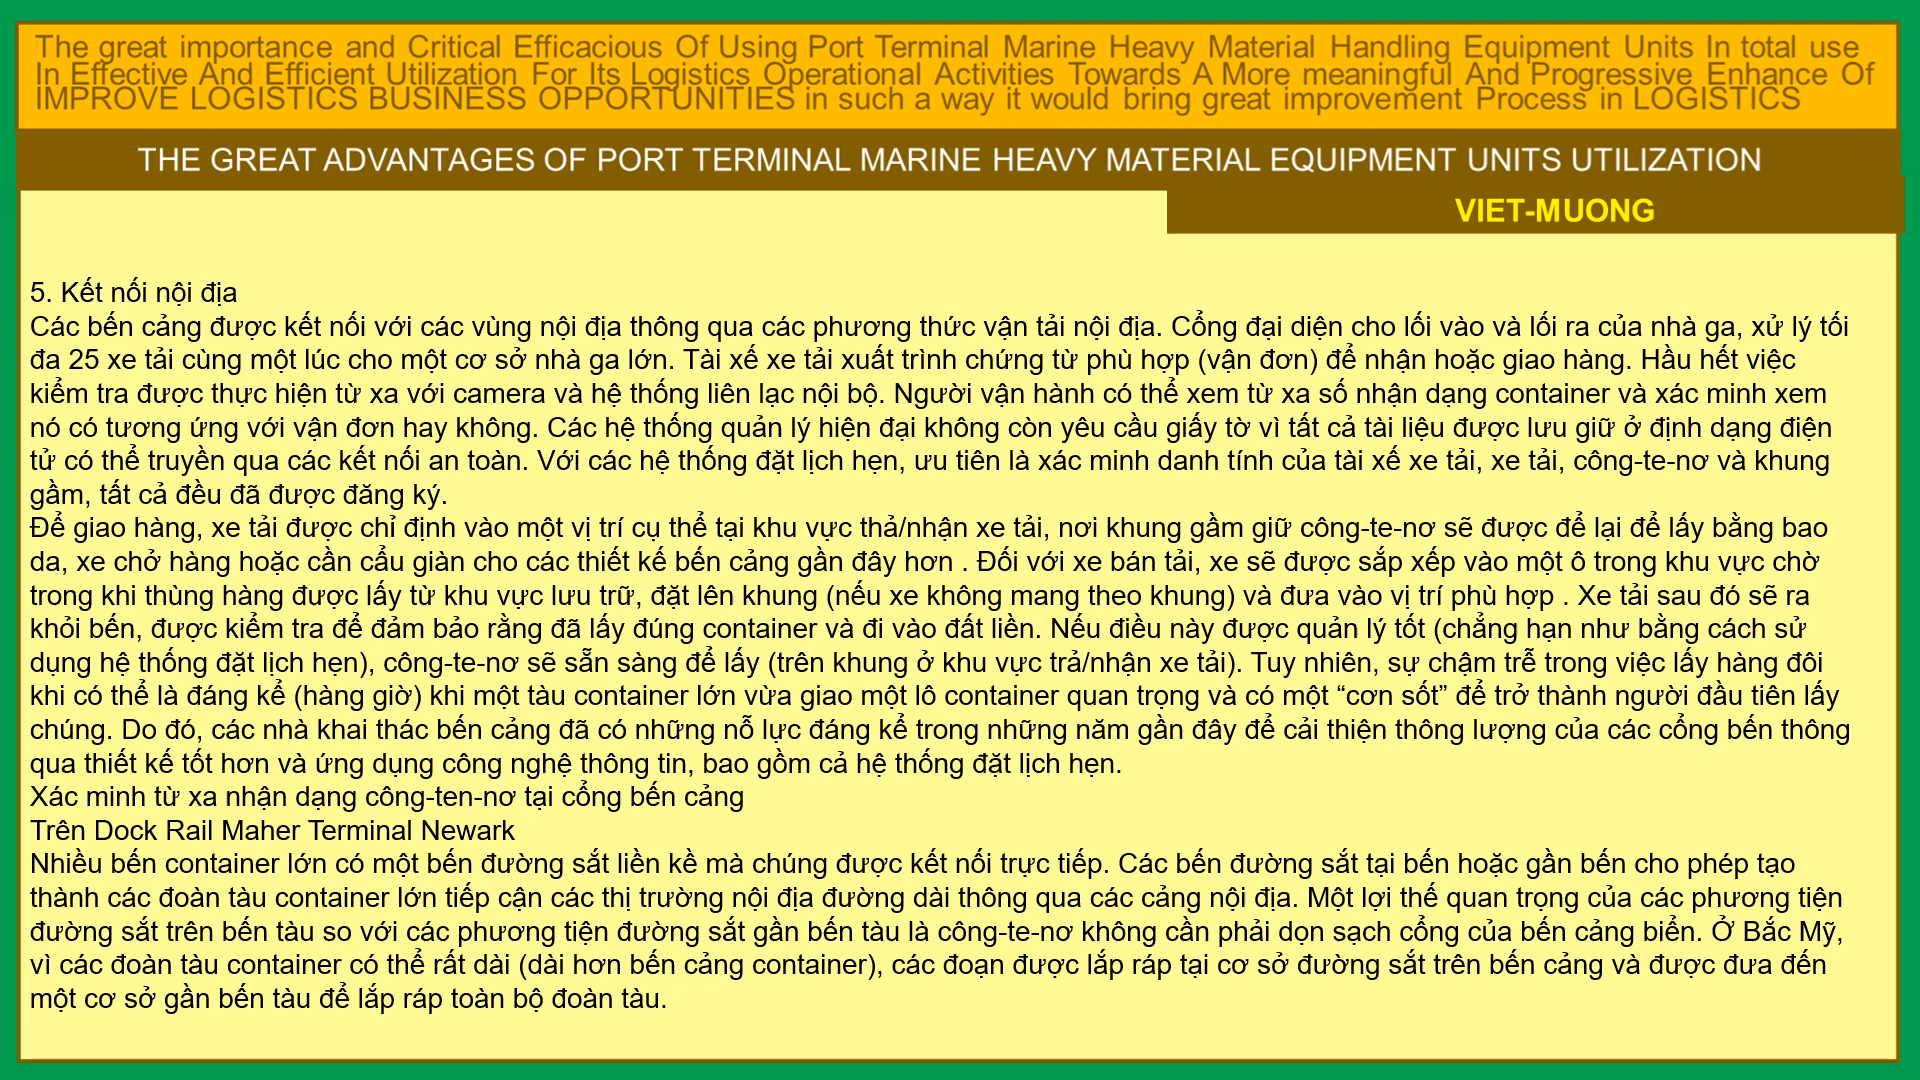 The great importance and Critical Efficacious Of Using Port Terminal Marine Heavy Material Handling Equipment Units In total use
In Effective And Efficient Utilization For Its Logistics Operational Activities Towards A More meaningful And Progressive Enhance Of
IMPROVE LOGISTICS BUSINESS OPPORTUNITIES in such a way it would bring great improvement Process in LOGISTICS
THE GREAT ADVANTAGES OF PORT TERMINAL MARINE HEAVY MATERIAL EQUIPMENT UNITS UTILIZATION
VIET-MUONG
5. Kết nối nội địa
Các bến cảng được kết nối với các vùng nội địa thông qua các phương thức vận tải nội địa. Cổng đại diện cho lối vào và lối ra của nhà ga, xử lý tối
đa 25 xe tải cùng một lúc cho một cơ sở nhà ga lớn. Tài xế xe tải xuất trình chứng từ phù hợp (vận đơn) để nhận hoặc giao hàng. Hầu hết việc
kiểm tra được thực hiện từ xa với camera và hệ thống liên lạc nội bộ. Người vận hành có thể xem từ xa số nhận dạng container và xác minh xem
nó có tương ứng với vận đơn hay không. Các hệ thống quản lý hiện đại không còn yêu cầu giấy tờ vì tất cả tài liệu được lưu giữ ở định dạng điện
tử có thể truyền qua các kết nối an toàn. Với các hệ thống đặt lịch hẹn, ưu tiên là xác minh danh tính của tài xế xe tải, xe tải, công-te-nơ và khung
gầm, tất cả đều đã được đăng ký.
Để giao hàng, xe tải được chỉ định vào một vị trí cụ thể tại khu vực thả/nhận xe tải, nơi khung gầm giữ công-te-nơ sẽ được để lại để lấy bằng bao
da, xe chở hàng hoặc cần cẩu giàn cho các thiết kế bến cảng gần đây hơn . Đối với xe bán tải, xe sẽ được sắp xếp vào một ô trong khu vực chờ
trong khi thùng hàng được lấy từ khu vực lưu trữ, đặt lên khung (nếu xe không mang theo khung) và đưa vào vị trí phù hợp . Xe tải sau đó sẽ ra
khỏi bến, được kiểm tra để đảm bảo rằng đã lấy đúng container và đi vào đất liền. Nếu điều này được quản lý tốt (chẳng hạn như bằng cách sử
dụng hệ thống đặt lịch hẹn), công-te-nơ sẽ sẵn sàng để lấy (trên khung ở khu vực trả/nhận xe tải). Tuy nhiên, sự chậm trễ trong việc lấy hàng đôi
khi có thể là đáng kể (hàng giờ) khi một tàu container lớn vừa giao một lô container quan trọng và có một “cơn sốt” để trở thành người đầu tiên lấy
chúng. Do đó, các nhà khai thác bến cảng đã có những nỗ lực đáng kể trong những năm gần đây để cải thiện thông lượng của các cổng bến thông
qua thiết kế tốt hơn và ứng dụng công nghệ thông tin, bao gồm cả hệ thống đặt lịch hẹn.
Xác minh từ xa nhận dạng công-ten-nơ tại cổng bến cảng
Trên Dock Rail Maher Terminal Newark
Nhiều bến container lớn có một bến đường sắt liền kề mà chúng được kết nối trực tiếp. Các bến đường sắt tại bến hoặc gần bến cho phép tạo
thành các đoàn tàu container lớn tiếp cận các thị trường nội địa đường dài thông qua các cảng nội địa. Một lợi thế quan trọng của các phương tiện
đường sắt trên bến tàu so với các phương tiện đường sắt gần bến tàu là công-te-nơ không cần phải dọn sạch cổng của bến cảng biển. Ở Bắc Mỹ,
vì các đoàn tàu container có thể rất dài (dài hơn bến cảng container), các đoạn được lắp ráp tại cơ sở đường sắt trên bến cảng và được đưa đến
một cơ sở gần bến tàu để lắp ráp toàn bộ đoàn tàu.